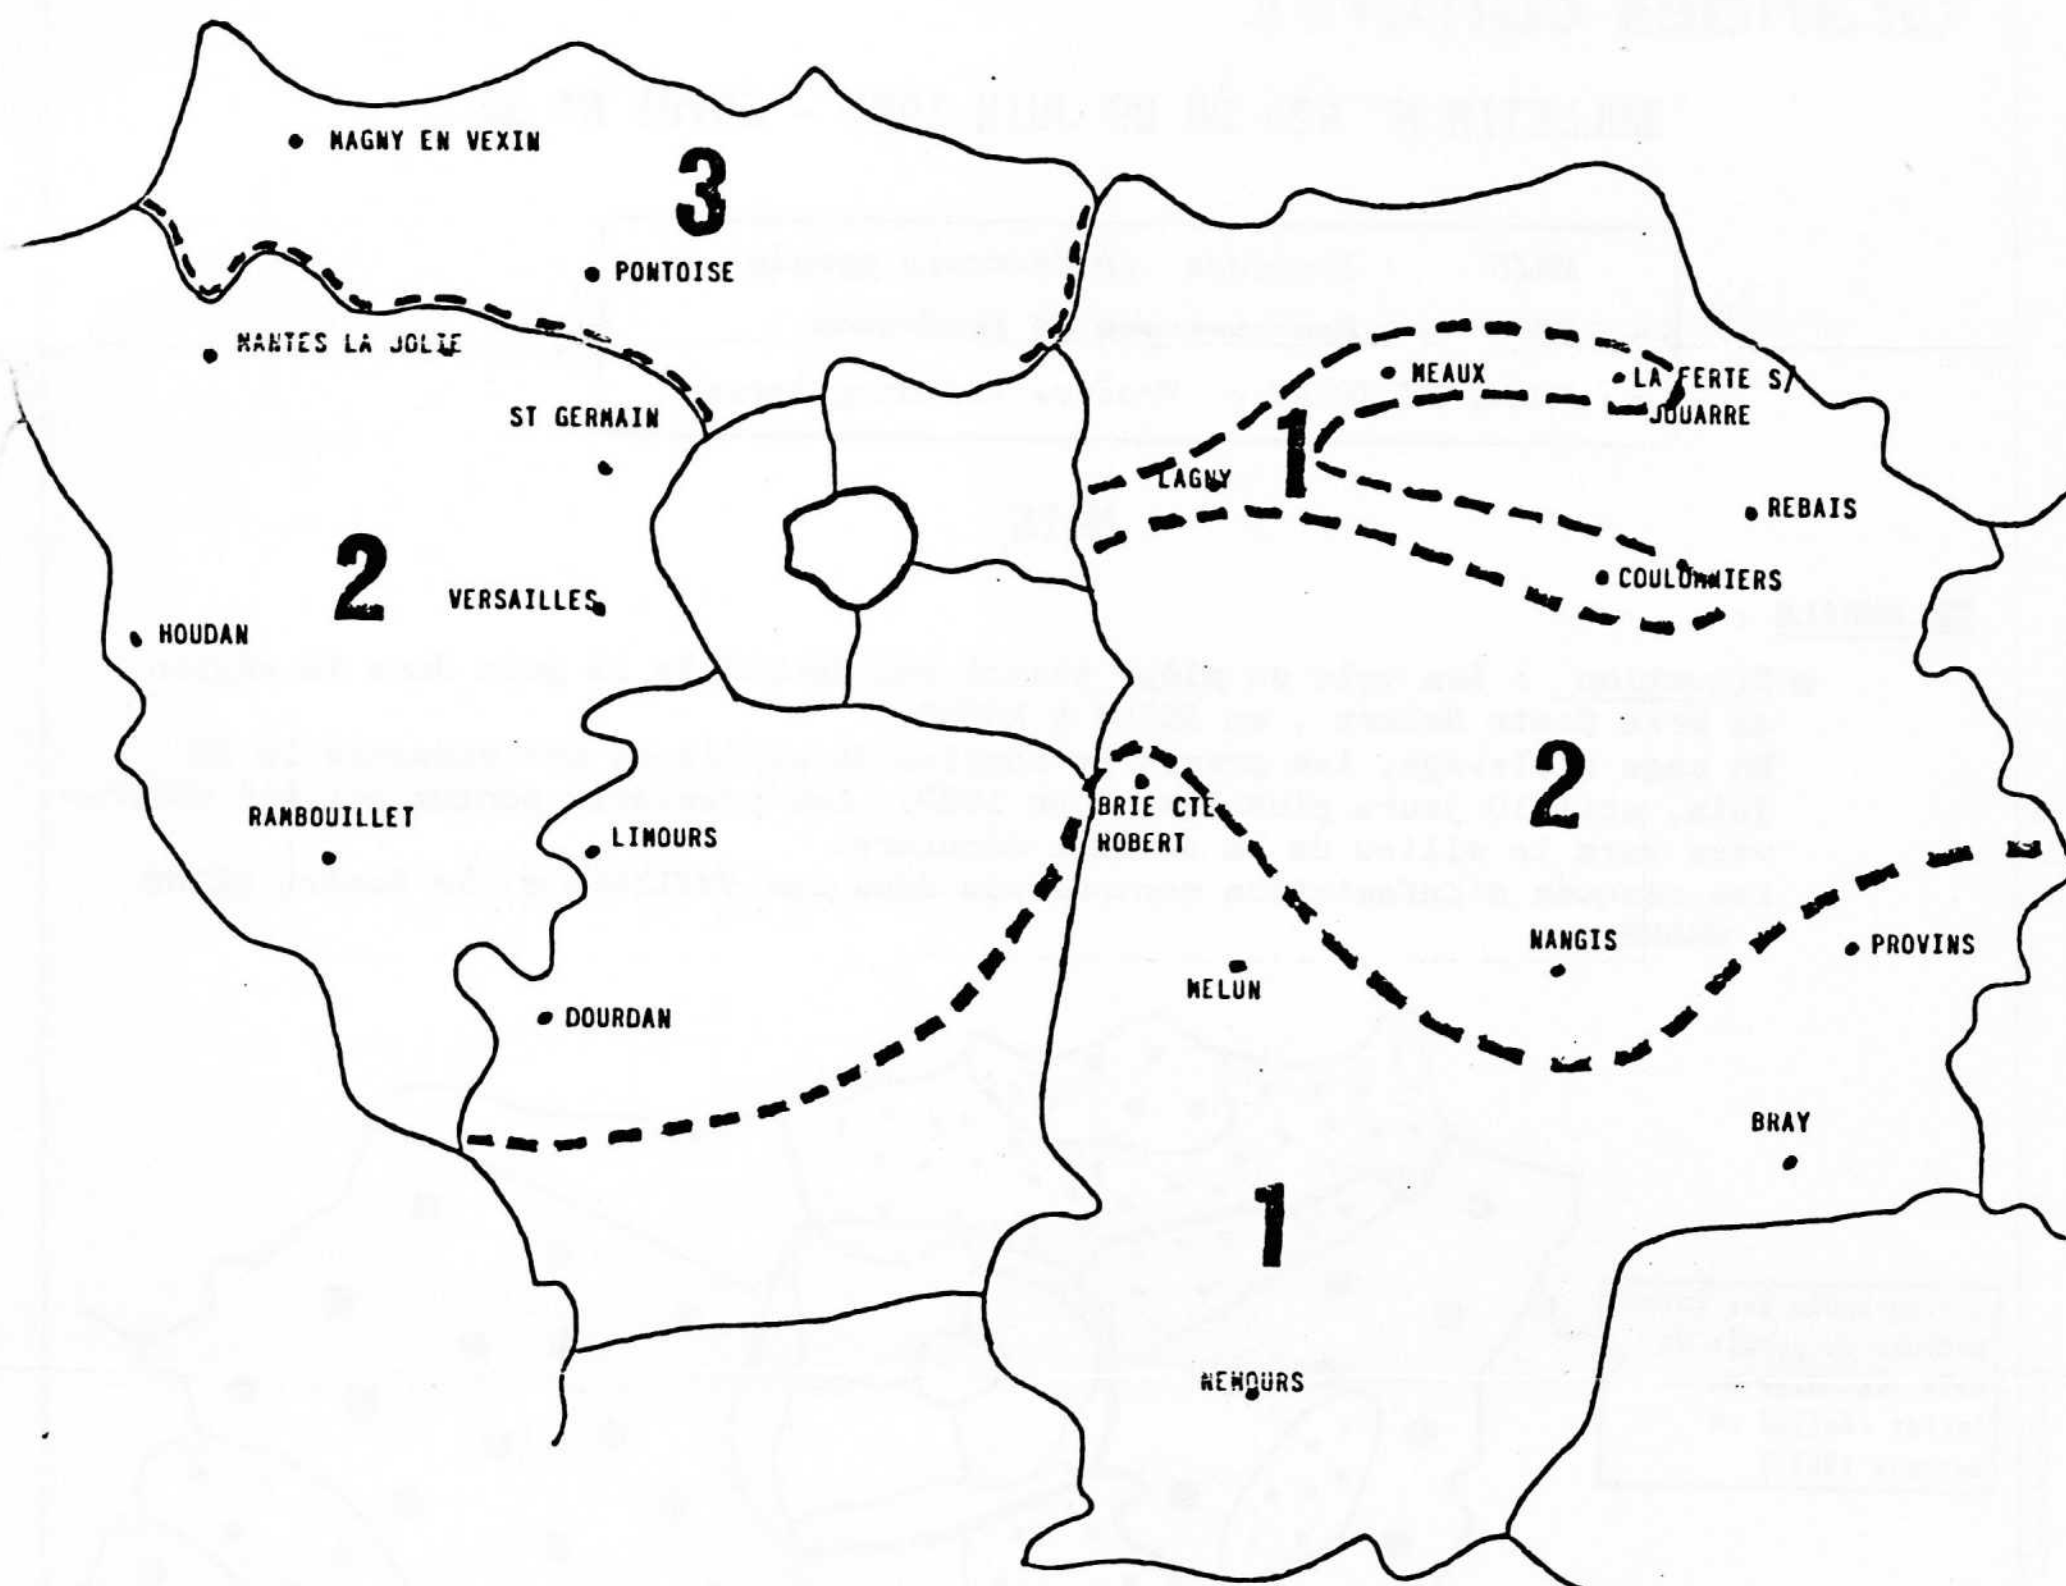 MAGNY EN VEXIN
3
PONTOISE
MANTES LA JOLIE
ST GERMAIN
MEAUX
LA FERTE S/
JOUARRE
1
LAGNY
REBAIS
2
VERSAILLES
COULOMMIERS
HOUDAN
2
BRIE CTE
ROBERT
RAMBOUILLET
LIMOURS
NANGIS
PROVINS
MELUN
DOURDAN
BRAY
1
NEMOURS